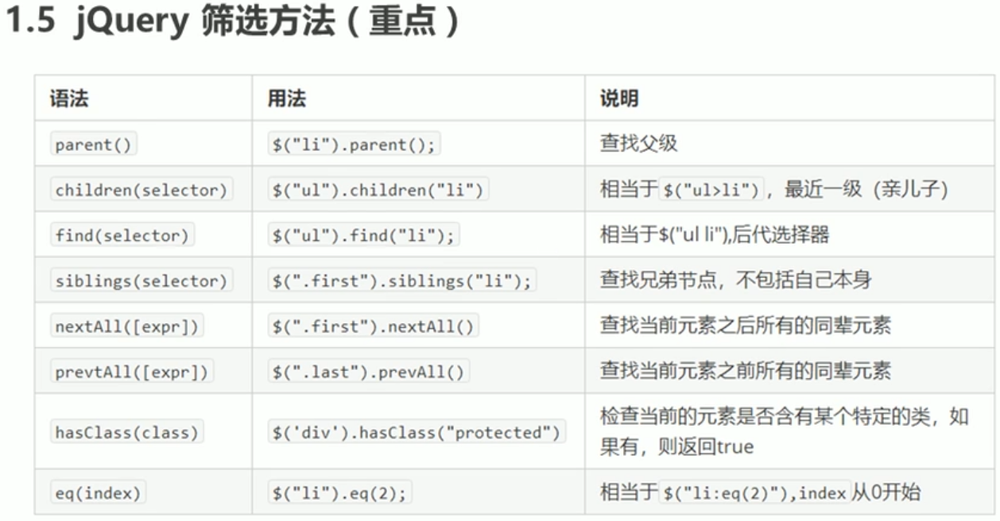 1.5 jQuery 筛选方法（重点）
语法 用法 说明
parent() $("li").parent(); 查找父级
children(selector) $("ul").children("li") 相当于$("ul>li")，最近一级（亲儿子）
find(selector) $("ul").find("li"); 相当于$("ul li"),后代选择器
siblings(selector) $(".first").siblings("li"); 查找兄弟节点，不包括自己本身
nextAll([expr]) $(".first").nextAll() 查找当前元素之后所有的同辈元素
prevtAll([expr]) $(".last").prevAll() 查找当前元素之前所有的同辈元素
hasClass(class) $('div').hasClass("protected") 检查当前的元素是否含有某个特定的类，如
果有，则返回true
eq(index) $("li").eq(2); 相当于$("li:eq(2)"),index从0开始